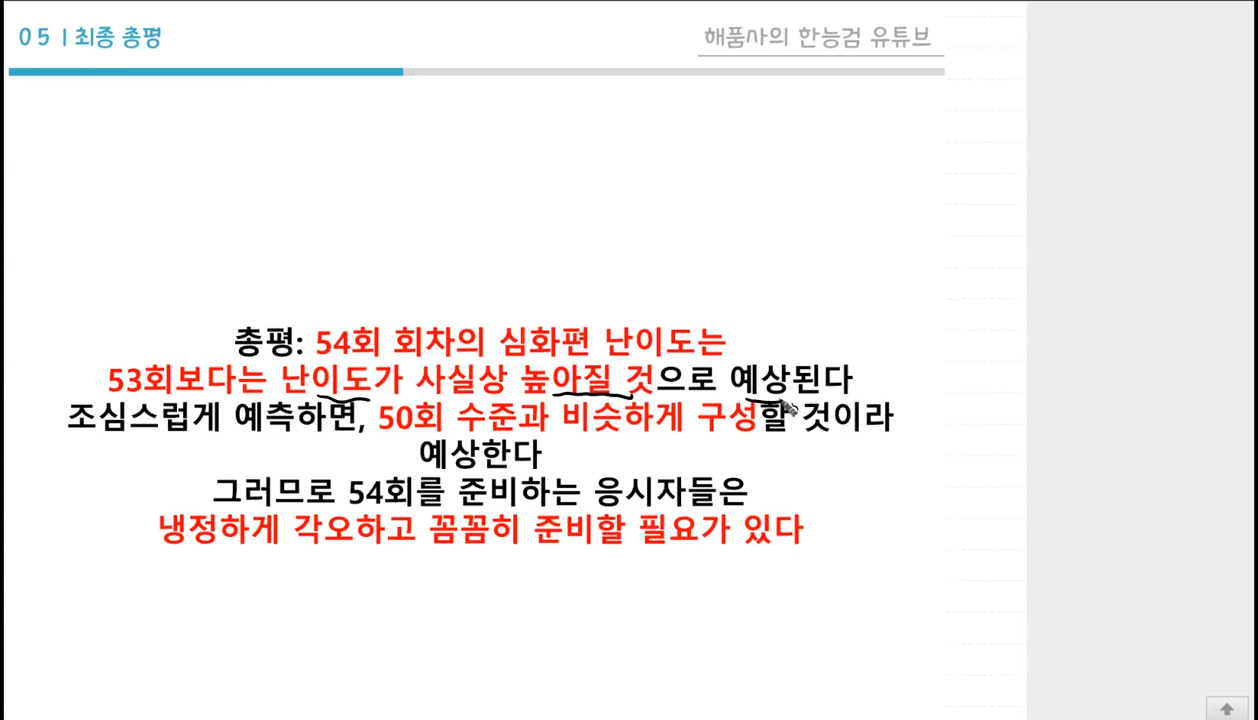 05 | 최종 총평
해품사의 한능검 유튜브
총평: 54회 회차의 심화편 난이도는
53회보다는 난이도가 사실상 높아질 것으로 예상된다
조심스럽게 예측하면, 50회 수준과 비슷하게 구성할 것이라
예상한다
그러므로 54회를 준비하는 응시자들은
냉정하게 각오하고 꼼꼼히 준비할 필요가 있다